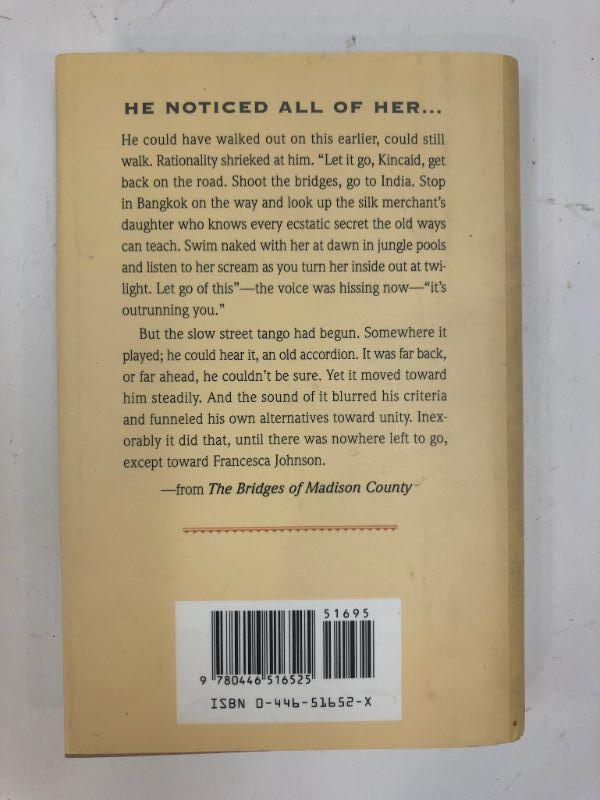 HE NOTICED ALL OF HER...
He could have walked out on this earlier, could still
walk. Rationality shrieked at him. “Let it go, Kincaid, get
back on the road. Shoot the bridges, go to India. Stop
in Bangkok on the way and look up the silk merchant’s
daughter who knows every ecstatic secret the old ways
can teach. Swim naked with her at dawn in jungle pools
and listen to her scream as you turn her inside out at twi-
light. Let go of this”—the voice was hissing now—“it’s
outrunning you.”
But the slow street tango had begun. Somewhere it
played; he could hear it, an old accordion. It was far back,
or far ahead, he couldn’t be sure. Yet it moved toward
him steadily. And the sound of it blurred his criteria
and funneled his own alternatives toward unity. Inex-
orably it did that, until there was nowhere left to go,
except toward Francesca Johnson.
—from The Bridges of Madison County
51695
9 780446 516525
ISBN 0-446-51652-X